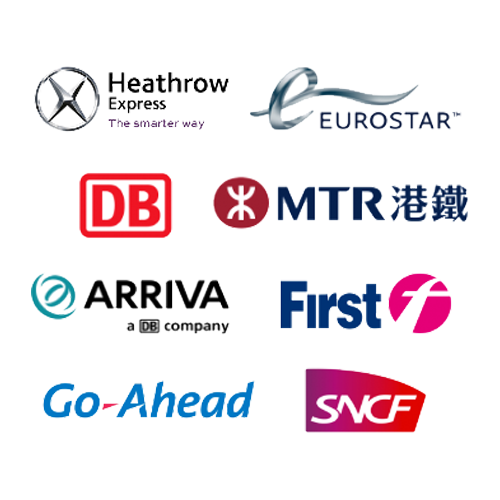 Heathrow
Express
The smarter way
EUROSTAR™
DB
MTR 港鐵
ARRIVA
a DB company
First f
Go-Ahead
SNCF